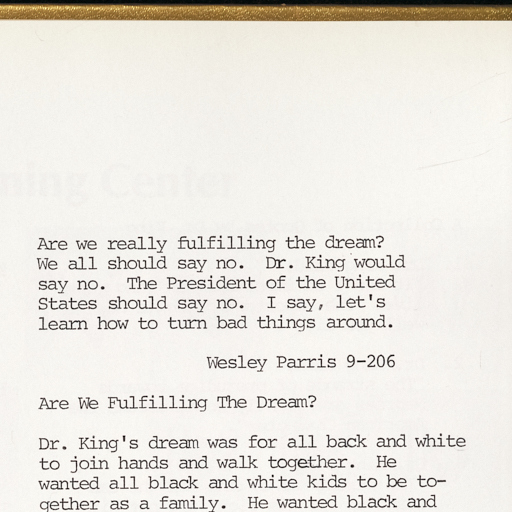 ning Center
Are we really fulfilling the dream?
We all should say no.  Dr. King would
say no.  The President of the United
States should say no.  I say, let's
learn how to turn bad things around.
Wesley Parris 9-206
Are We Fulfilling The Dream?
Dr. King's dream was for all back and white
to join hands and walk together.  He
wanted all black and white kids to be to-
gether as a family.  He wanted black and